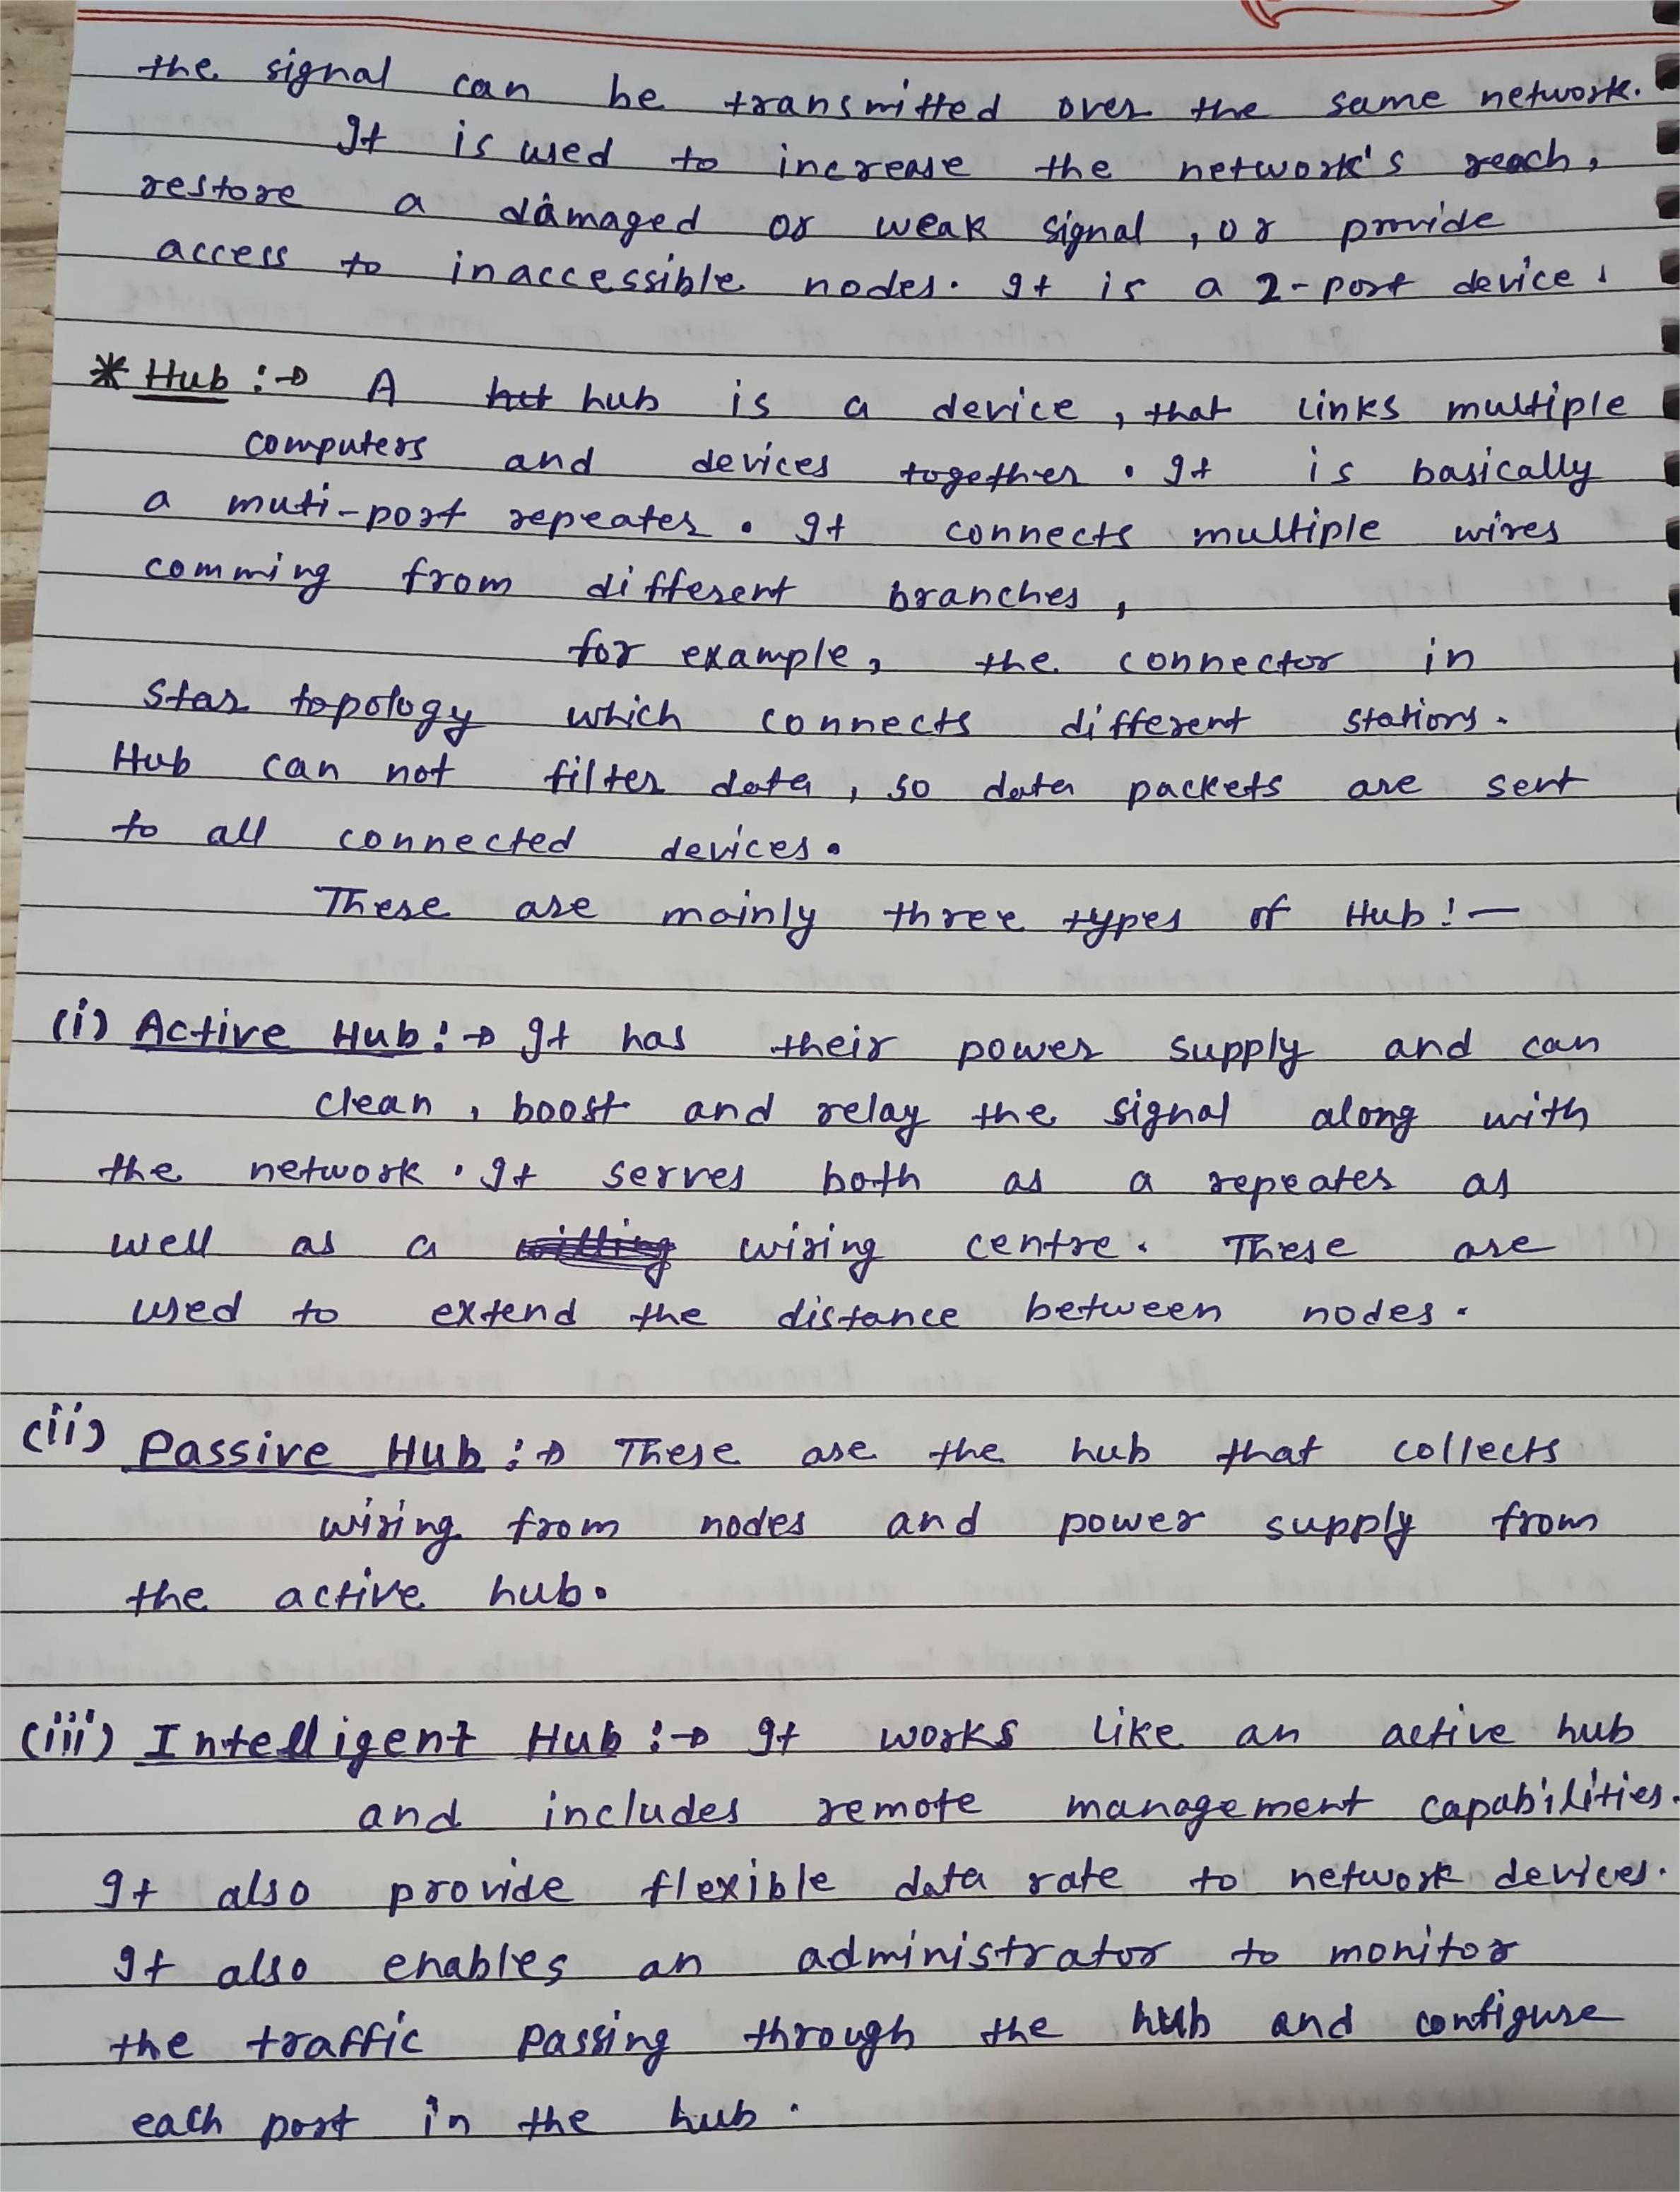 the signal can be transmitted over the same network.
It is used to increase the network's reach,
restore a damaged or weak signal, or provide
access to inaccessible nodes. It is a 2-port device.
* Hub :→ A hub is a device, that links multiple
computers and devices together. It is basically
a muti-port repeater. It connects multiple wires
comming from different branches,
for example, the connector in
Star topology which connects different stations.
Hub can not filter data, so data packets are sent
to all connected devices.
These are mainly three types of Hub:—
(i) Active Hub:→ It has their power supply and can
clean, boost and relay the signal along with
the network. It serves both as a repeater as
well as a wiring centre. These are
used to extend the distance between nodes.
(ii) Passive Hub:→ These are the hub that collects
wiring from nodes and power supply from
the active hub.
(iii) Intelligent Hub:→ It works like an active hub
and includes remote management capabilities.
It also provide flexible data rate to network devices.
It also enables an administrator to monitor
the traffic passing through the hub and configure
each port in the hub.